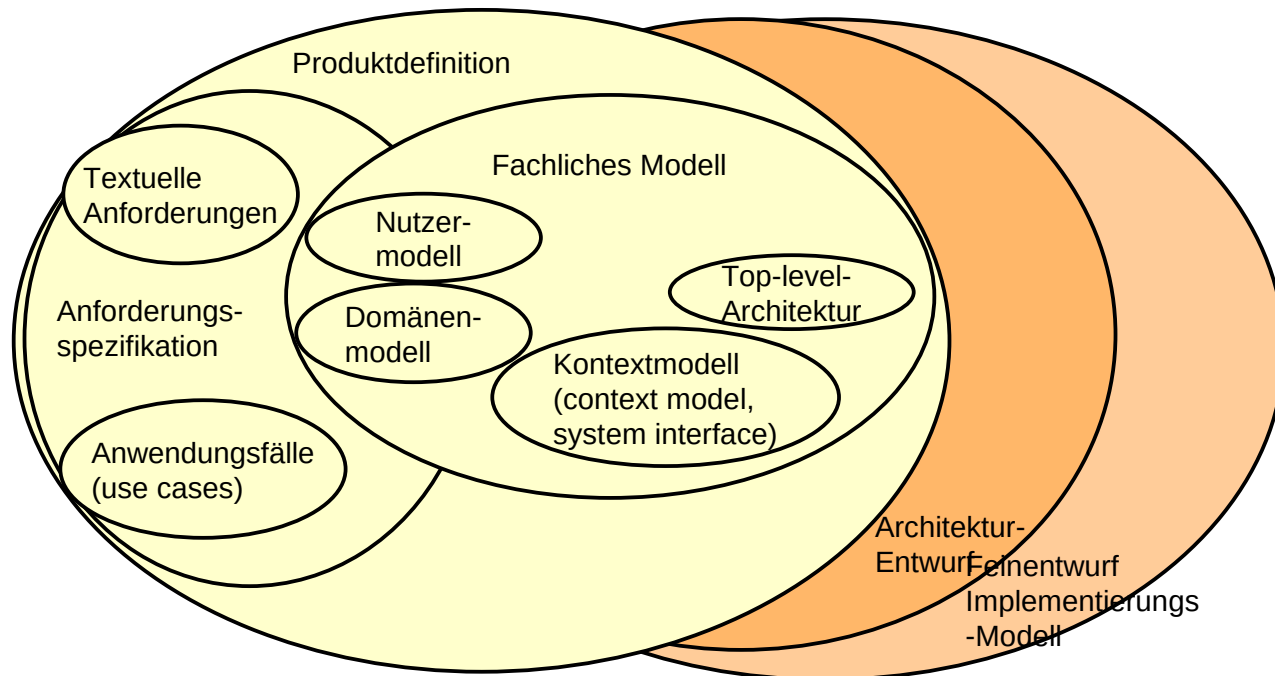 Produktdefinition
Fachliches Modell
Textuelle
Anforderungen
Nutzer-
modell
Top-level-
Architektur
Anforderungs-
spezifikation
Domänen-
modell
Kontextmodell
(context model,
system interface)
Anwendungsfälle
(use cases)
Architektur-
Entwurf
Feinentwurf
Implementierungs
-Modell